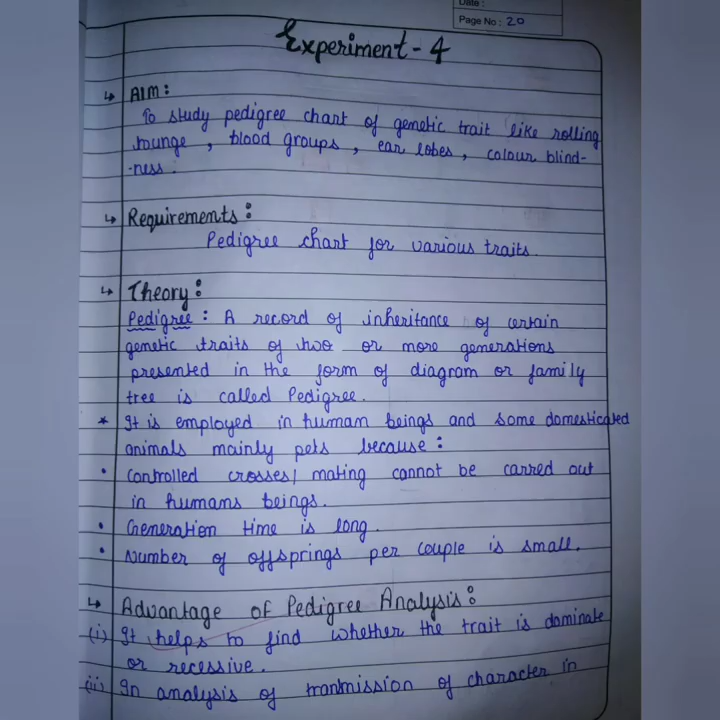 Date :
Page No : 20
Experiment - 4
↳ AIM :
To study pedigree chart of genetic trait like rolling
tounge , blood groups , ear lobes , colour blind-
-ness .
↳ Requirements :
Pedigree chart for various traits.
↳ Theory :
Pedigree : A record of inheritance of certain
genetic traits of two or more generations
presented in the form of diagram or family
tree is called Pedigree.
* It is employed in human beings and some domesticated
animals mainly pets because :
• Controlled crosses/ mating cannot be carred out
in humans beings.
• Generation time is long.
• Number of offsprings per couple is small.
↳ Advantage of Pedigree Analysis :
(i) It helps to find whether the trait is dominate
or recessive.
(ii) In analysis of tranmission of character in